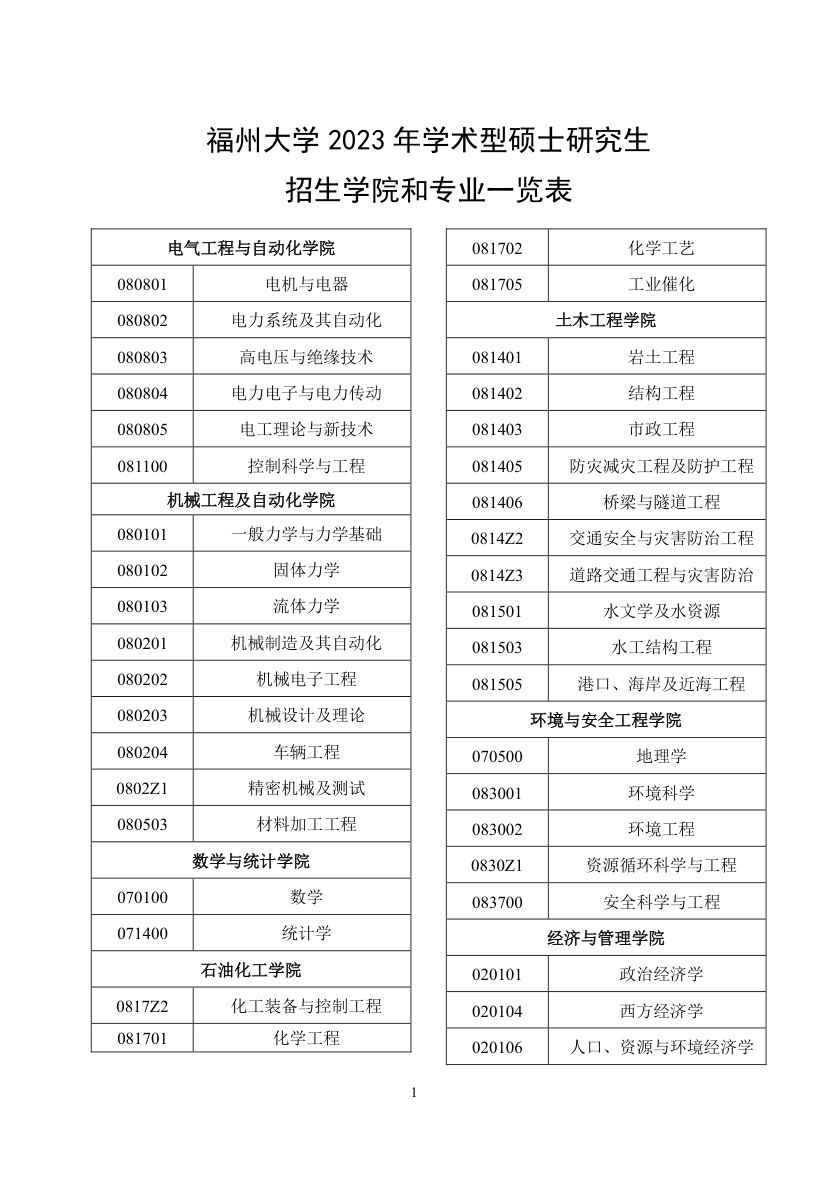 福州大学 2023 年学术型硕士研究生
招生学院和专业一览表
电气工程与自动化学院
080801 电机与电器
080802 电力系统及其自动化
080803 高电压与绝缘技术
080804 电力电子与电力传动
080805 电工理论与新技术
081100 控制科学与工程
机械工程及自动化学院
080101 一般力学与力学基础
080102 固体力学
080103 流体力学
080201 机械制造及其自动化
080202 机械电子工程
080203 机械设计及理论
080204 车辆工程
0802Z1 精密机械及测试
080503 材料加工工程
数学与统计学院
070100 数学
071400 统计学
石油化工学院
0817Z2 化工装备与控制工程
081701 化学工程
081702 化学工艺
081705 工业催化
土木工程学院
081401 岩土工程
081402 结构工程
081403 市政工程
081405 防灾减灾工程及防护工程
081406 桥梁与隧道工程
0814Z2 交通安全与灾害防治工程
0814Z3 道路交通工程与灾害防治
081501 水文学及水资源
081503 水工结构工程
081505 港口、海岸及近海工程
环境与安全工程学院
070500 地理学
083001 环境科学
083002 环境工程
0830Z1 资源循环科学与工程
083700 安全科学与工程
经济与管理学院
020101 政治经济学
020104 西方经济学
020106 人口、资源与环境经济学
1